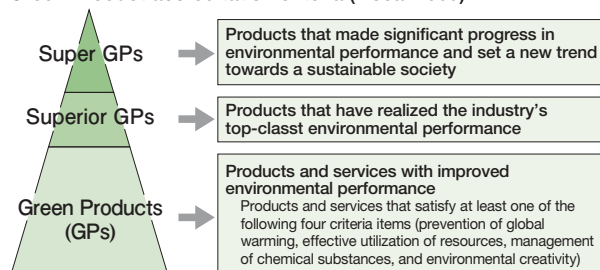 Super GPs
Products that made significant progress in
environmental performance and set a new trend
towards a sustainable society
Superior GPs
Products that have realized the industry's
top-classt environmental performance
Green Products
(GPs)
Products and services with improved
environmental performance
Products and services that satisfy at least one of the
following four criteria items (prevention of global
warming, effective utilization of resources, management
of chemical substances, and environmental creativity)